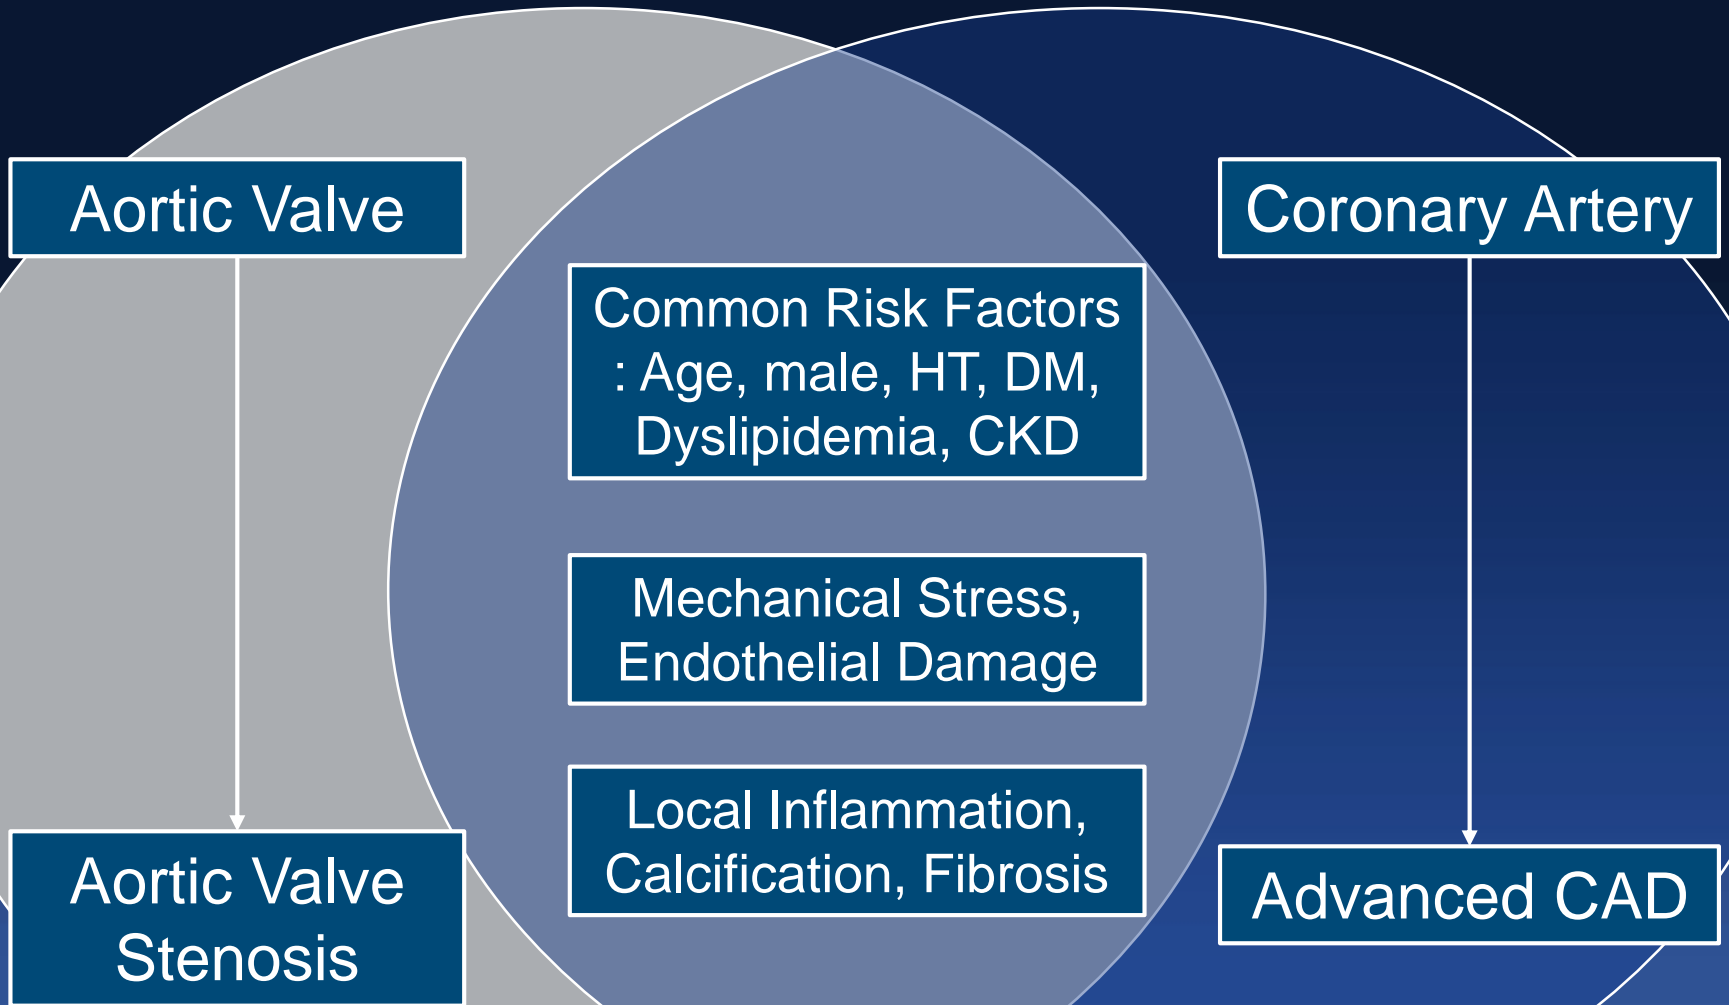 Aortic Valve
Coronary Artery
Common Risk Factors
: Age, male, HT, DM,
Dyslipidemia, CKD
Mechanical Stress,
Endothelial Damage
Local Inflammation,
Calcification, Fibrosis
Aortic Valve
Stenosis
Advanced CAD